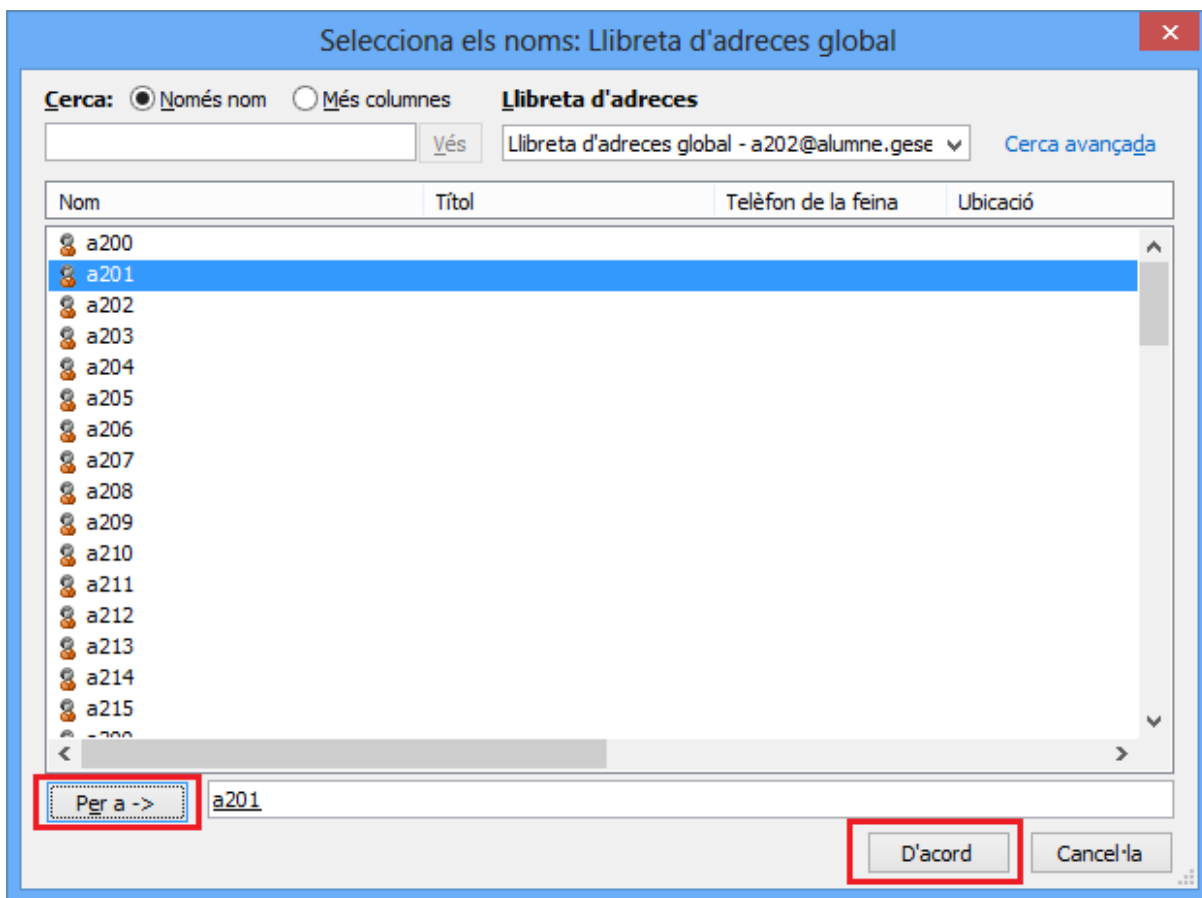 Selecciona els noms: Llibreta d'adreces global
Cerca: Només nom Més columnes Llibreta d'adreces
Vés Llibreta d'adreces global - a202@alumne.gese Cerca avançada
Nom Títol Telèfon de la feina Ubicació
a200
a201
a202
a203
a204
a205
a206
a207
a208
a209
a210
a211
a212
a213
a214
a215
Per a -> a201
D'acord Cancel·la